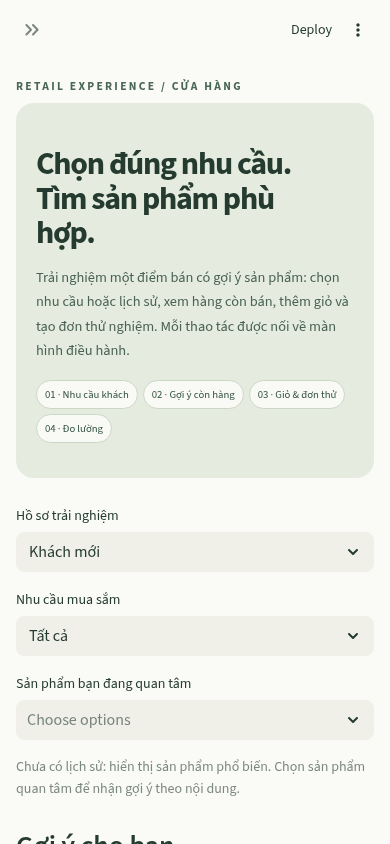 Deploy
RETAIL EXPERIENCE / CỬA HÀNG
Chọn đúng nhu cầu.
Tìm sản phẩm phù
hợp.
Trải nghiệm một điểm bán có gợi ý sản phẩm: chọn
nhu cầu hoặc lịch sử, xem hàng còn bán, thêm giỏ và
tạo đơn thử nghiệm. Mỗi thao tác được nối về màn
hình điều hành.
01 · Nhu cầu khách
02 · Gợi ý còn hàng
03 · Giỏ & đơn thử
04 · Đo lường
Hồ sơ trải nghiệm
Khách mới
Nhu cầu mua sắm
Tất cả
Sản phẩm bạn đang quan tâm
Choose options
Chưa có lịch sử: hiển thị sản phẩm phổ biến. Chọn sản phẩm
quan tâm để nhận gợi ý theo nội dung.
Gợi ý cho bạn